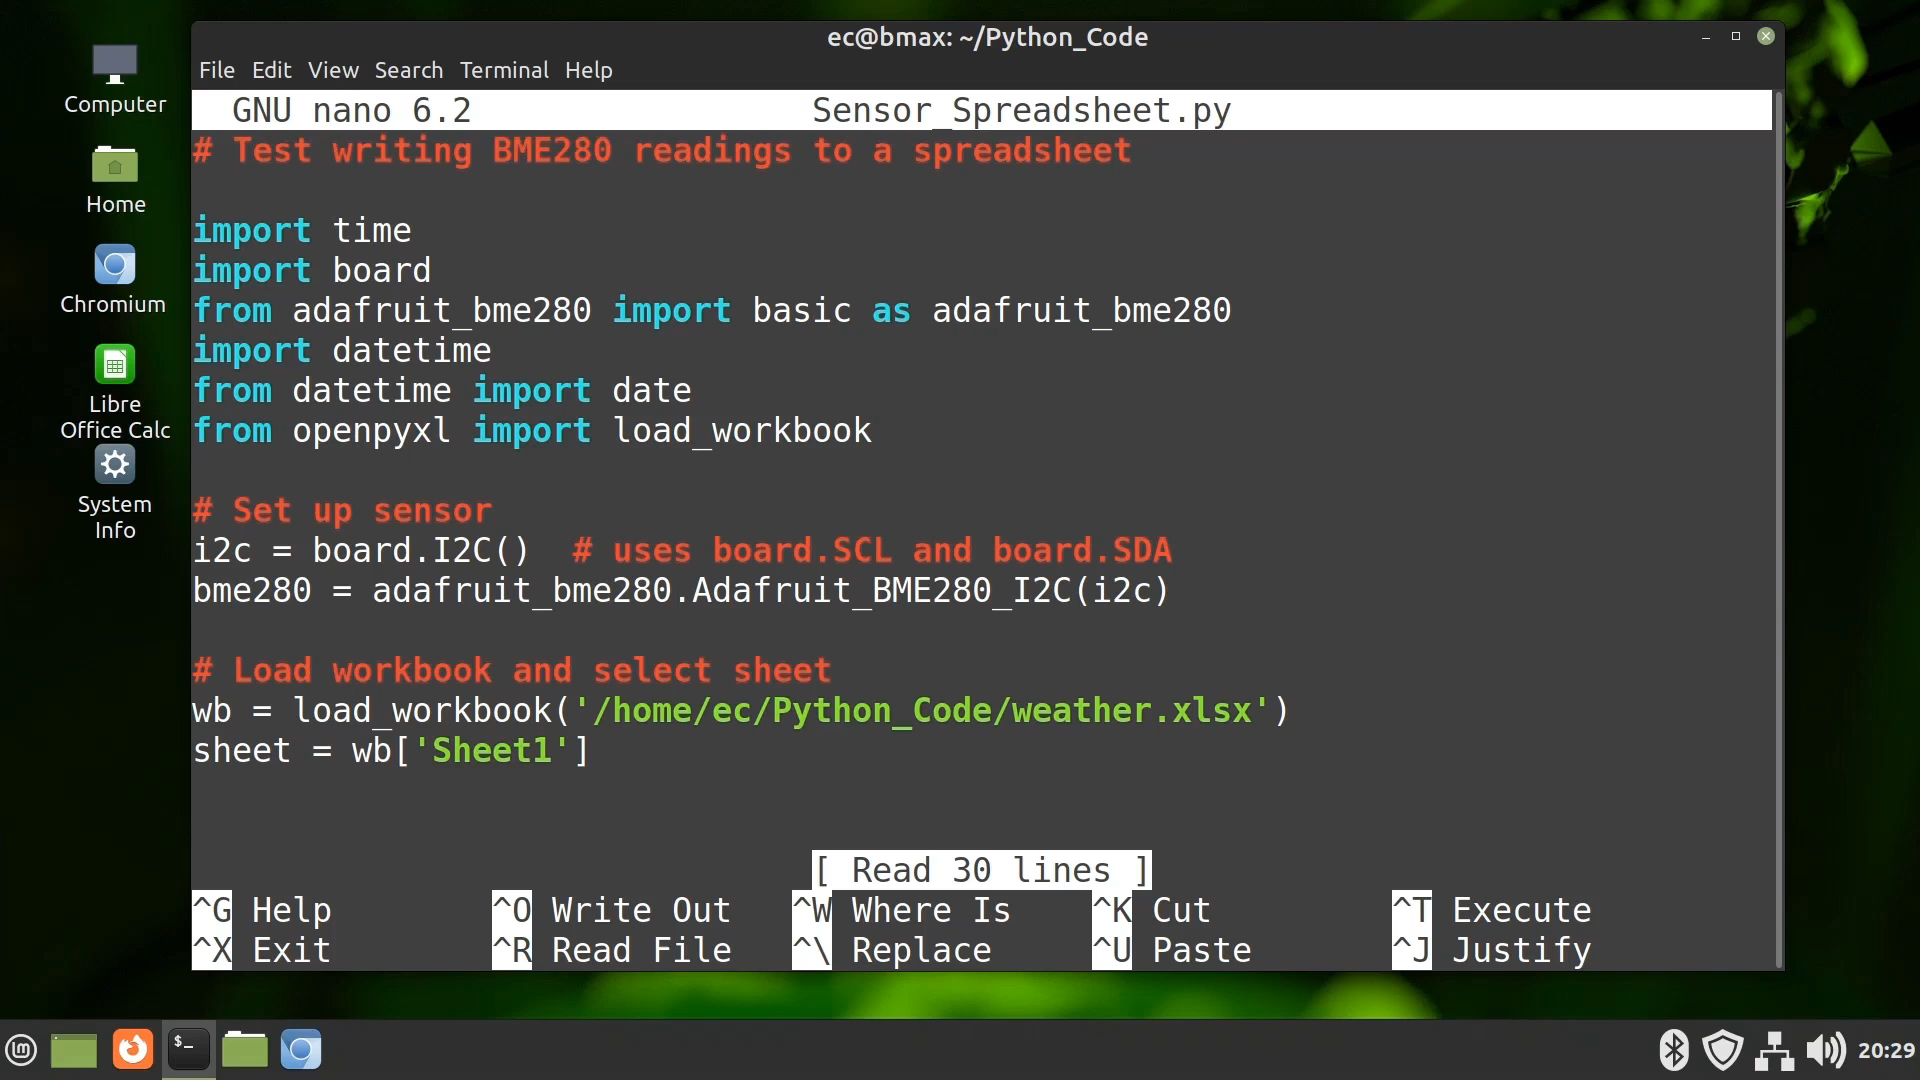 ec@bmax: ~/Python_Code
File Edit View Search Terminal Help
GNU nano 6.2 Sensor_Spreadsheet.py
# Test writing BME280 readings to a spreadsheet
import time
import board
from adafruit_bme280 import basic as adafruit_bme280
import datetime
from datetime import date
from openpyxl import load_workbook
# Set up sensor
i2c = board.I2C()  # uses board.SCL and board.SDA
bme280 = adafruit_bme280.Adafruit_BME280_I2C(i2c)
# Load workbook and select sheet
wb = load_workbook('/home/ec/Python_Code/weather.xlsx')
sheet = wb['Sheet1']
[ Read 30 lines ]
^G Help ^O Write Out ^W Where Is ^K Cut ^T Execute
^X Exit ^R Read File ^\ Replace ^U Paste ^J Justify
Computer
Home
Chromium
Libre
Office Calc
System
Info
$_
lm
20:29